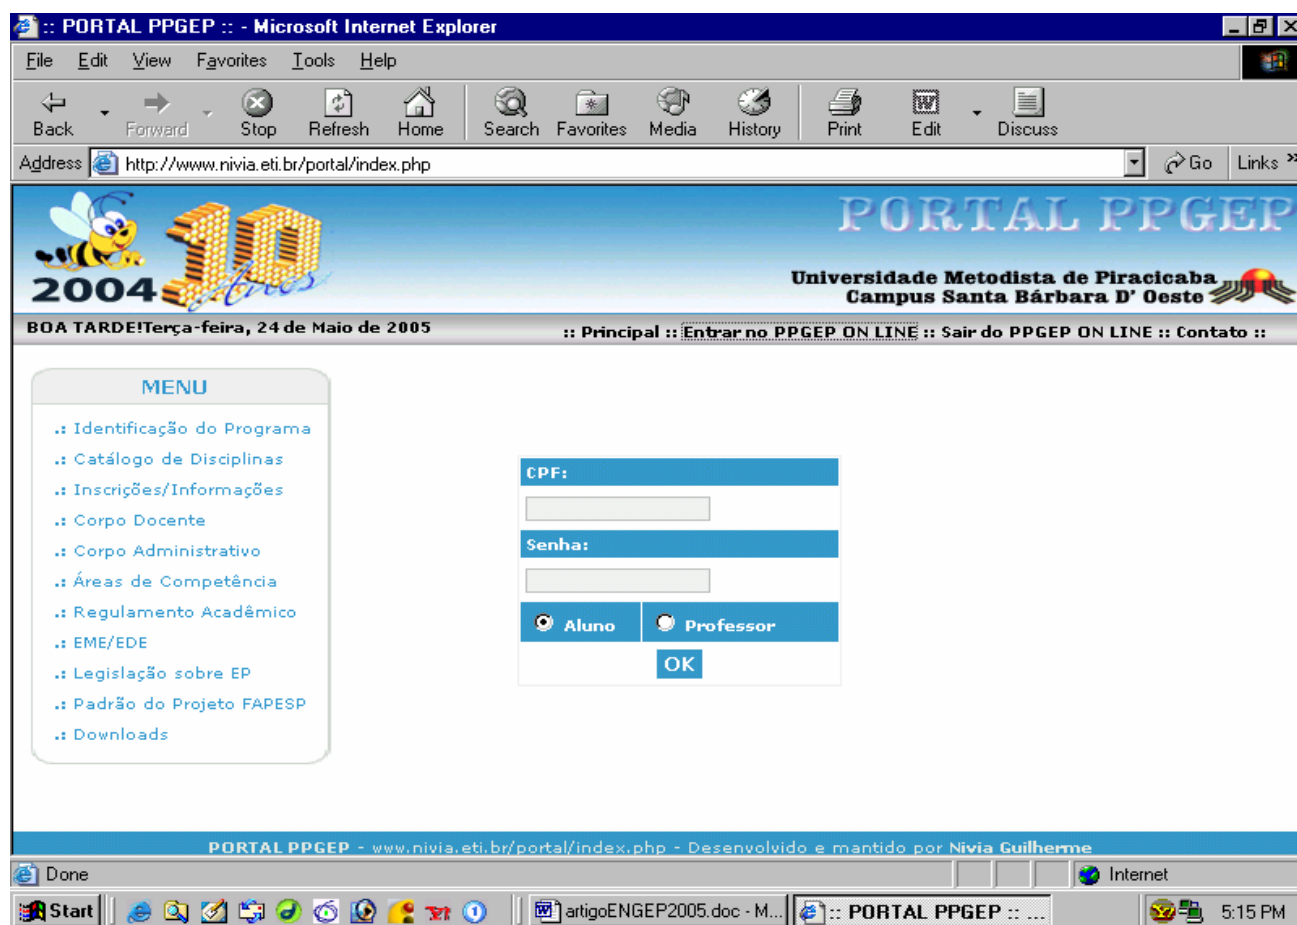 :: PORTAL PPGEP :: - Microsoft Internet Explorer
File Edit View Favorites Tools Help
Back Forward Stop Refresh Home Search Favorites Media History Print Edit Discuss
Address http://www.nivia.eti.br/portal/index.php Go Links »
PORTAL PPGEP
10
2004 Anos
Universidade Metodista de Piracicaba
Campus Santa Bárbara D' Oeste
BOA TARDE!Terça-feira, 24 de Maio de 2005
:: Principal :: Entrar no PPGEP ON LINE :: Sair do PPGEP ON LINE :: Contato ::
MENU
.: Identificação do Programa
.: Catálogo de Disciplinas
.: Inscrições/Informações
.: Corpo Docente
.: Corpo Administrativo
.: Áreas de Competência
.: Regulamento Acadêmico
.: EME/EDE
.: Legislação sobre EP
.: Padrão do Projeto FAPESP
.: Downloads
CPF:
Senha:
Aluno Professor
OK
PORTAL PPGEP - www.nivia.eti.br/portal/index.php - Desenvolvido e mantido por Nivia Guilherme
Done Internet
Start artigoENGEP2005.doc - M... :: PORTAL PPGEP :: ... 5:15 PM